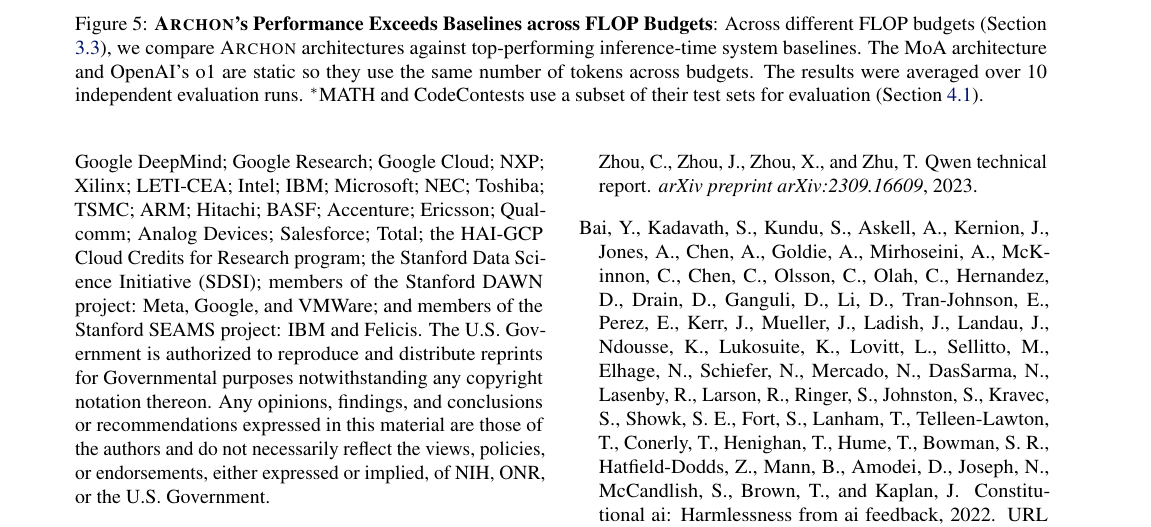 Figure 5: ARCHON's Performance Exceeds Baselines across FLOP Budgets: Across different FLOP budgets (Section
3.3), we compare ARCHON architectures against top-performing inference-time system baselines. The MoA architecture
and OpenAI's o1 are static so they use the same number of tokens across budgets. The results were averaged over 10
independent evaluation runs. *MATH and CodeContests use a subset of their test sets for evaluation (Section 4.1).
Google DeepMind; Google Research; Google Cloud; NXP;
Xilinx; LETI-CEA; Intel; IBM; Microsoft; NEC; Toshiba;
TSMC; ARM; Hitachi; BASF; Accenture; Ericsson; Qual-
comm; Analog Devices; Salesforce; Total; the HAI-GCP
Cloud Credits for Research program; the Stanford Data Sci-
ence Initiative (SDSI); members of the Stanford DAWN
project: Meta, Google, and VMWare; and members of the
Stanford SEAMS project: IBM and Felicis. The U.S. Gov-
ernment is authorized to reproduce and distribute reprints
for Governmental purposes notwithstanding any copyright
notation thereon. Any opinions, findings, and conclusions
or recommendations expressed in this material are those of
the authors and do not necessarily reflect the views, policies,
or endorsements, either expressed or implied, of NIH, ONR,
or the U.S. Government.
Zhou, C., Zhou, J., Zhou, X., and Zhu, T. Qwen technical
report. arXiv preprint arXiv:2309.16609, 2023.
Bai, Y., Kadavath, S., Kundu, S., Askell, A., Kernion, J.,
Jones, A., Chen, A., Goldie, A., Mirhoseini, A., McK-
innon, C., Chen, C., Olsson, C., Olah, C., Hernandez,
D., Drain, D., Ganguli, D., Li, D., Tran-Johnson, E.,
Perez, E., Kerr, J., Mueller, J., Ladish, J., Landau, J.,
Ndousse, K., Lukosuite, K., Lovitt, L., Sellitto, M.,
Elhage, N., Schiefer, N., Mercado, N., DasSarma, N.,
Lasenby, R., Larson, R., Ringer, S., Johnston, S., Kravec,
S., Showk, S. E., Fort, S., Lanham, T., Telleen-Lawton,
T., Conerly, T., Henighan, T., Hume, T., Bowman, S. R.,
Hatfield-Dodds, Z., Mann, B., Amodei, D., Joseph, N.,
McCandlish, S., Brown, T., and Kaplan, J. Constitu-
tional ai: Harmlessness from ai feedback, 2022. URL